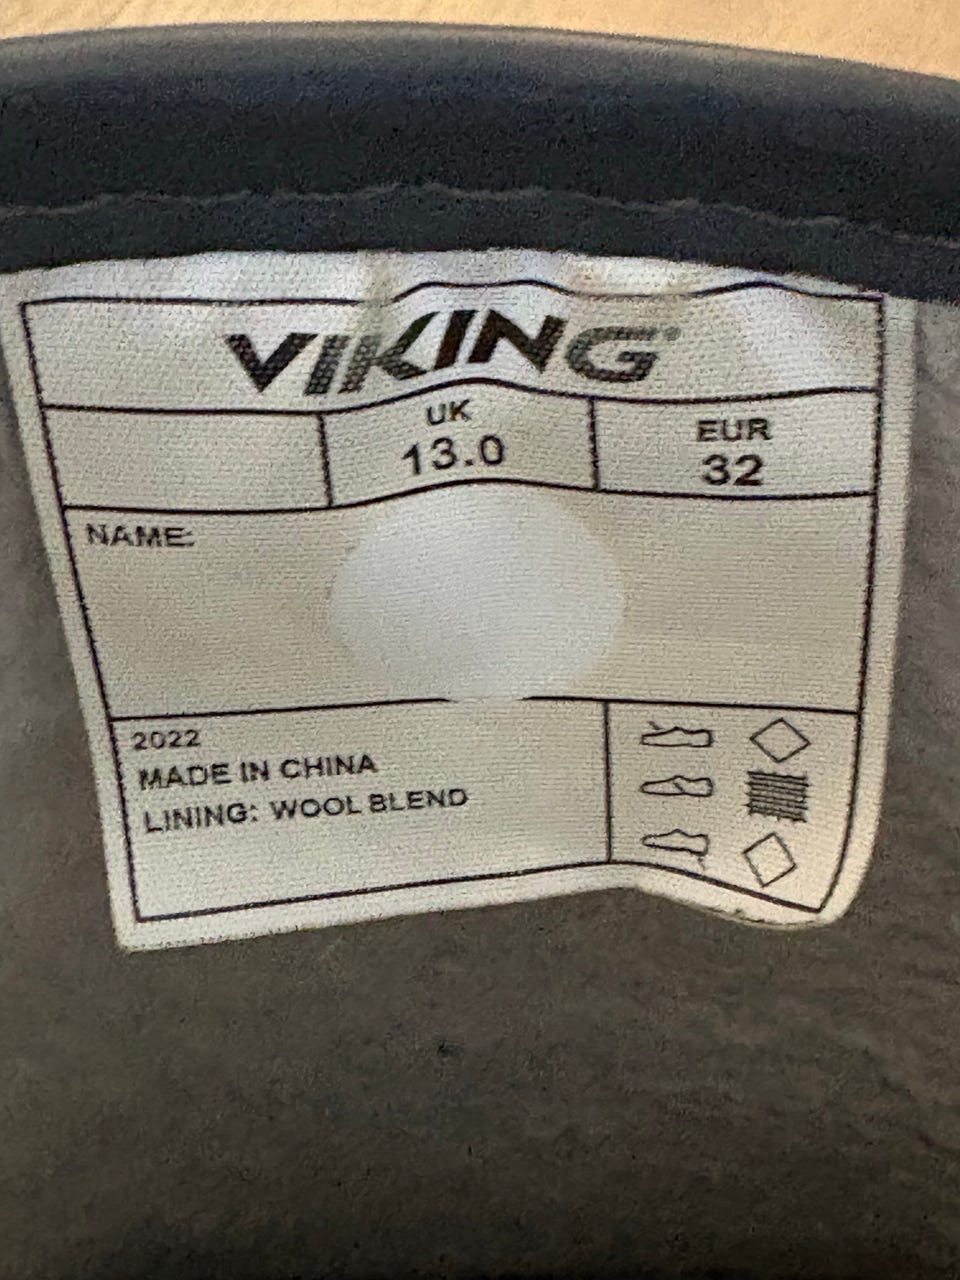 VIKING
UK
13.0
EUR
32
NAME:
2022
MADE IN CHINA
LINING: WOOL BLEND